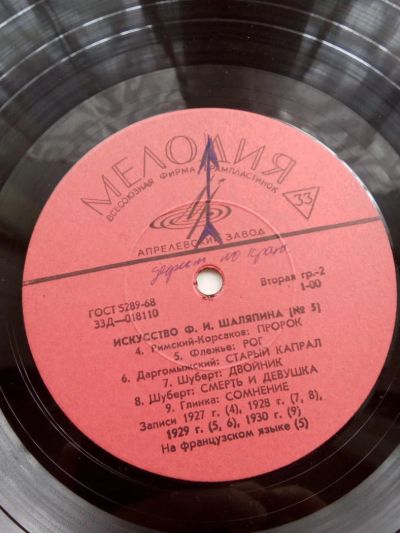 МЕЛОДИЯ
ВСЕСОЮЗНАЯ ФИРМА ГРАМПЛАСТИНОК
33
АПРЕЛЕВСКИЙ ЗАВОД
дефект по краю
ГОСТ 5289-68
33Д—018110
Вторая гр.-2
1-00
ИСКУССТВО Ф. И. ШАЛЯПИНА (№ 5)
4. Римский-Корсаков: ПРОРОК
5. Флежье: РОГ
6. Даргомыжский: СТАРЫЙ КАПРАЛ
7. Шуберт: ДВОЙНИК
8. Шуберт: СМЕРТЬ И ДЕВУШКА
9. Глинка: СОМНЕНИЕ
Записи 1927 г. (4), 1928 г. (7, 8),
1929 г. (5, 6), 1930 г. (9)
На французском языке (5)